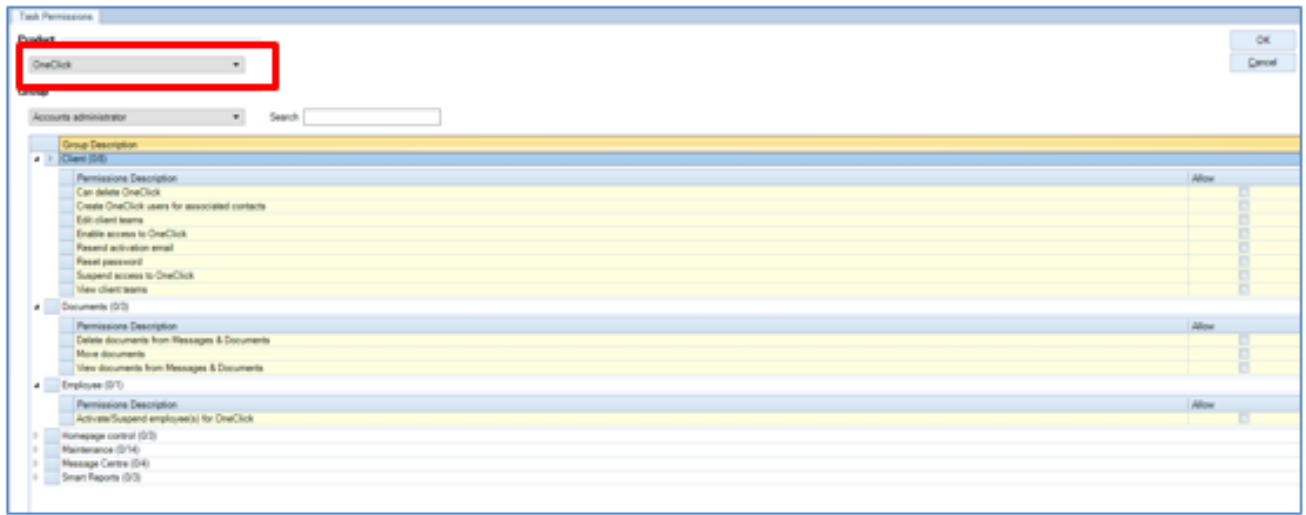 Task Permissions
Product
OK
OneClick
Cancel
Group
Accounts administrator
Search
Group Description
Client (0/8)
Permissions Description Allow
Can delete OneClick
Create OneClick users for associated contacts
Edit client teams
Enable access to OneClick
Resend activation email
Reset password
Suspend access to OneClick
View client teams
Documents (0/3)
Permissions Description Allow
Delete documents from Messages & Documents
Move documents
View documents from Messages & Documents
Employee (0/1)
Permissions Description Allow
Activate/Suspend employee(s) for OneClick
Homepage control (0/3)
Maintenance (0/14)
Message Centre (0/4)
Smart Reports (0/3)